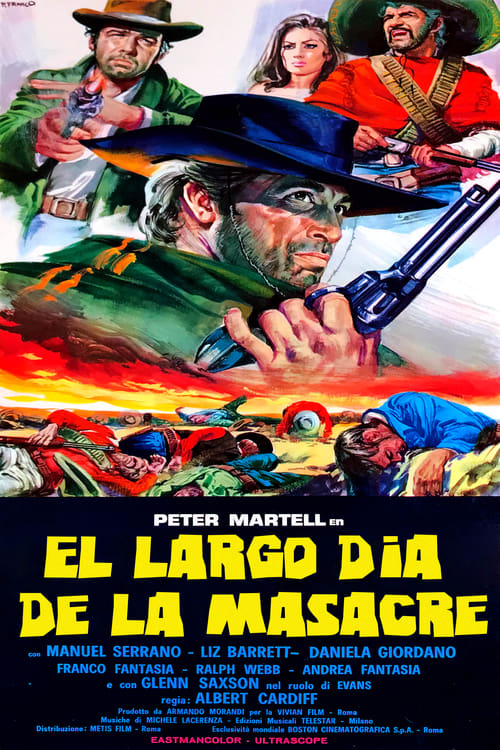 P. FRANCO
PETER MARTELL en
EL LARGO DiA
DE LA MASACRE
con MANUEL SERRANO - LIZ BARRETT - DANIELA GIORDANO
FRANCO FANTASIA - RALPH WEBB - ANDREA FANTASIA
e con GLENN SAXSON nel ruolo di EVANS
regia: ALBERT CARDIFF
Prodotto da ARMANDO MORANDI per la VIVIAN FILM - Roma
Musiche di MICHELE LACERENZA - Edizioni Musicali TELESTAR - Milano
Distribuzione: METIS FILM - Roma Esclusività mondiale BOSTON CINEMATOGRAFICA S.p.A. - Roma
EASTMANCOLOR - ULTRASCOPE